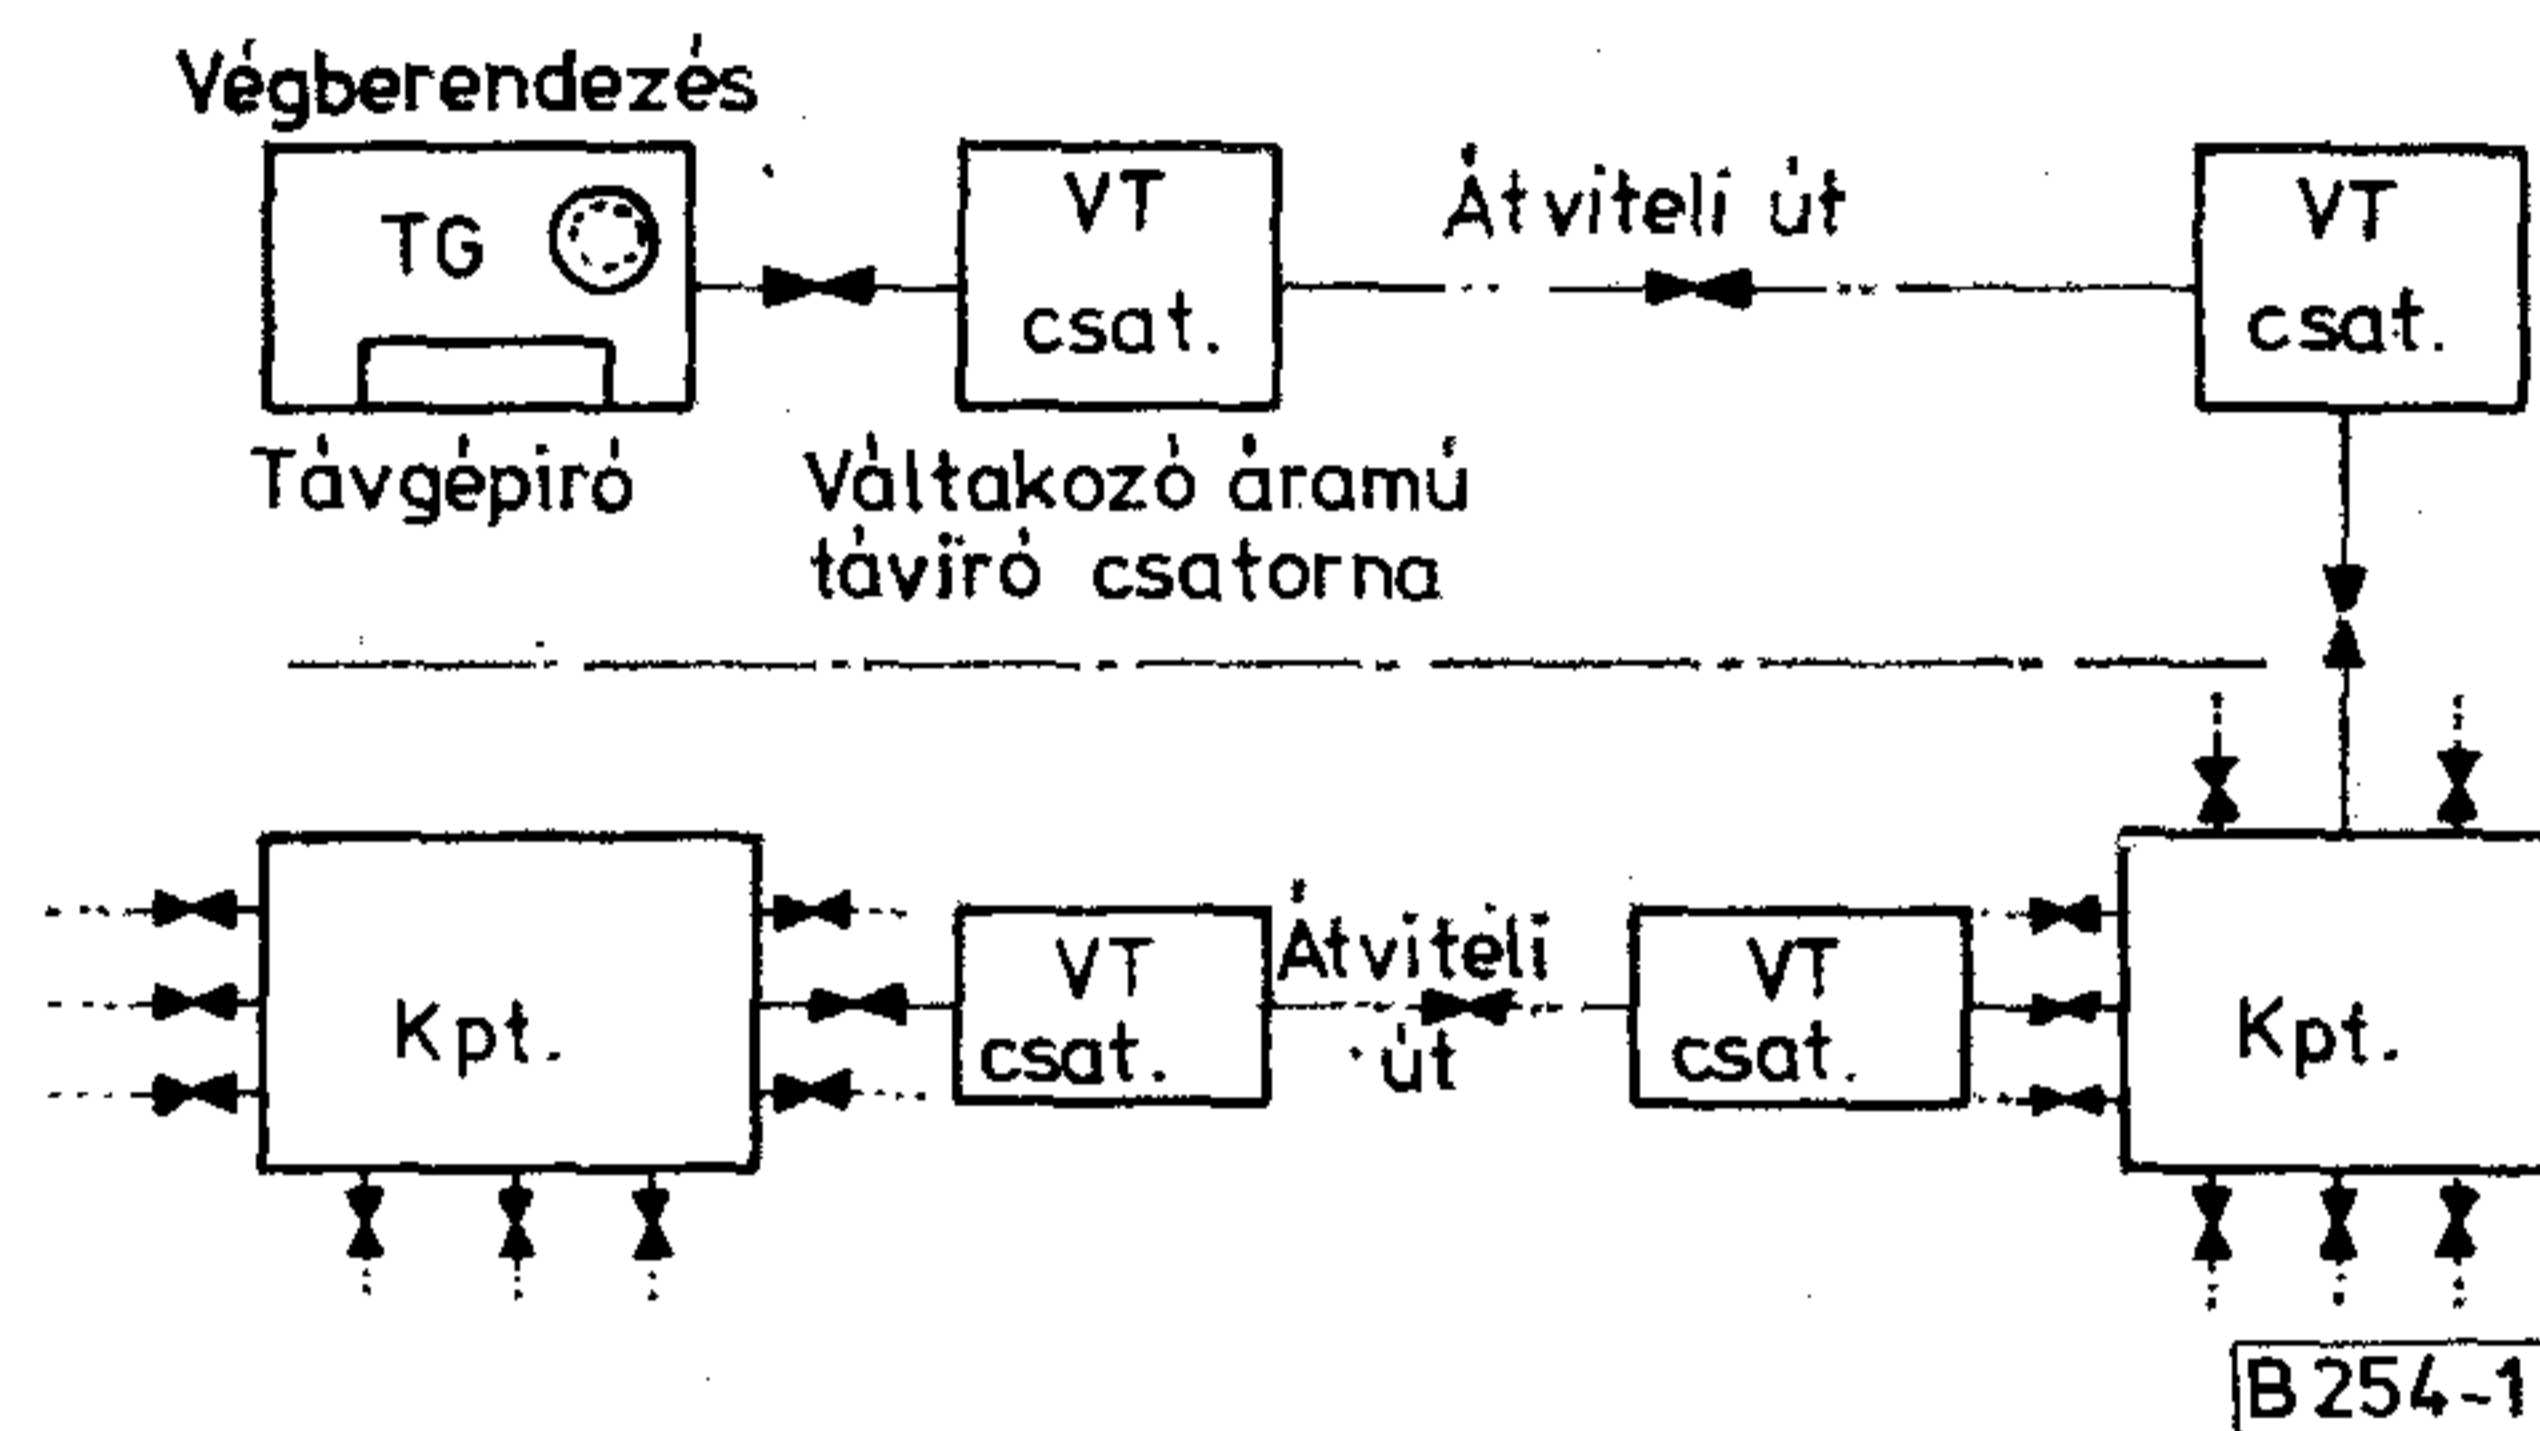 Végberendezés
TG
VT
csat.
Átviteli út
VT
csat.
Távgépiró
Váltakozó áramú
táviró csatorna
Kpt.
VT
csat.
Átviteli
út
VT
csat.
Kpt.
B254-1